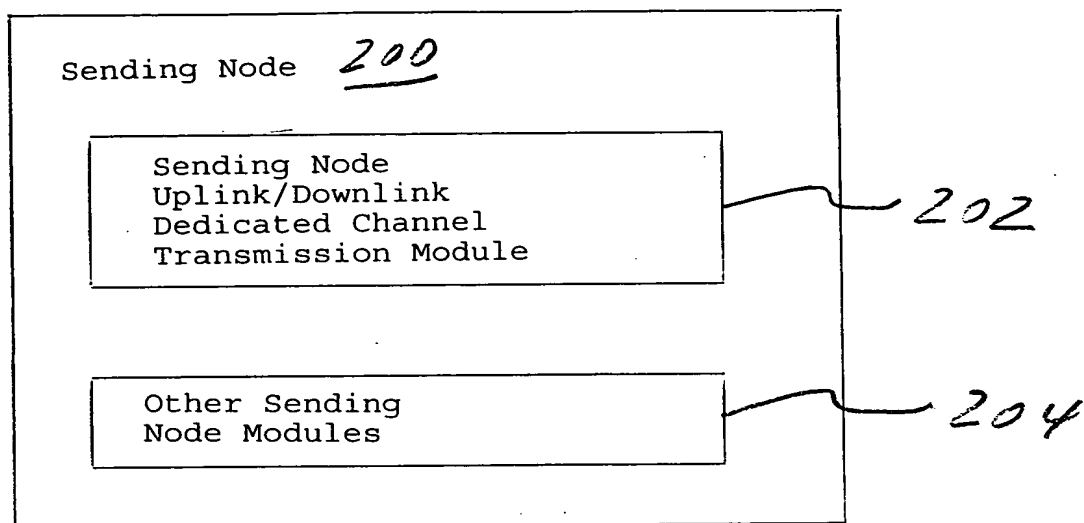 Sending Node 200
Sending Node
Uplink/Downlink
Dedicated Channel
Transmission Module
202
Other Sending
Node Modules
204